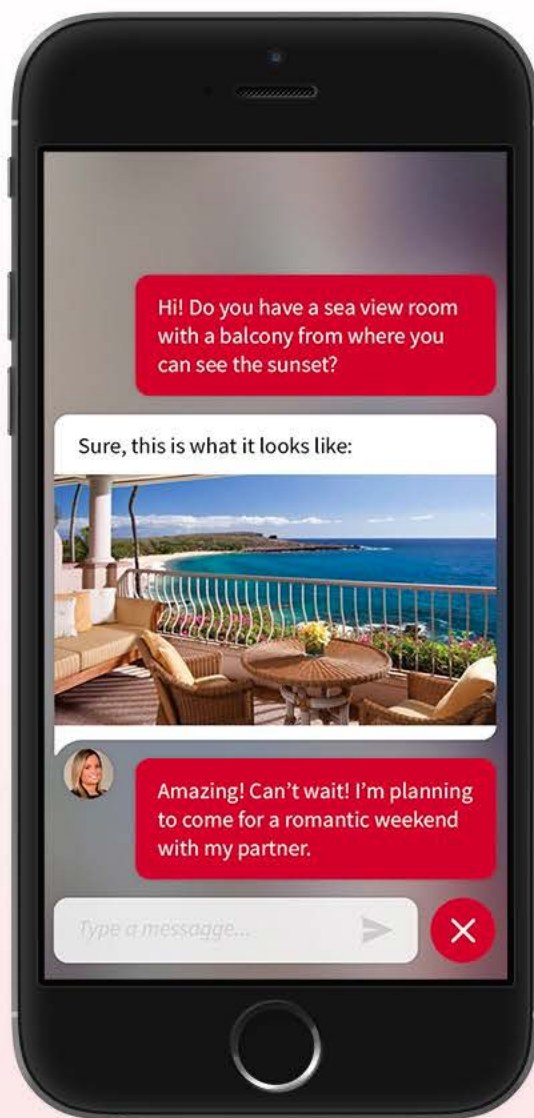 Hi! Do you have a sea view room
with a balcony from where you
can see the sunset?
Sure, this is what it looks like:
Amazing! Can’t wait! I’m planning
to come for a romantic weekend
with my partner.
Type a messagge...